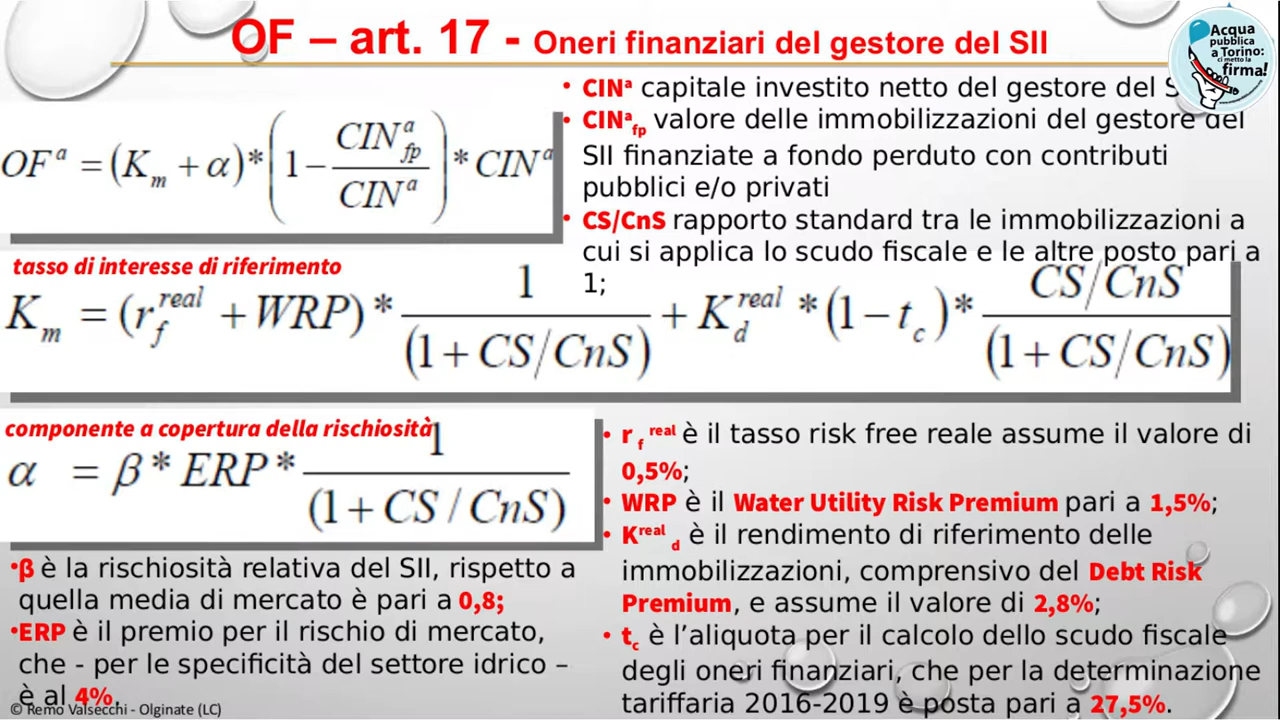 OF – art. 17 - Oneri finanziari del gestore del SII
Acqua
pubblica
a Torino:
ci metto la
firma!
• CINᵃ capitale investito netto del gestore del S
• CINᵃfp valore delle immobilizzazioni del gestore del
SII finanziate a fondo perduto con contributi
pubblici e/o privati
• CS/CnS rapporto standard tra le immobilizzazioni a
cui si applica lo scudo fiscale e le altre posto pari a
1;
OFᵃ = (Km + α)*(1 − CINᵃfp / CINᵃ) * CINᵃ
tasso di interesse di riferimento
Km = (rf^real + WRP) * 1 / (1 + CS/CnS) + Kd^real * (1 − tc) * CS/CnS / (1 + CS/CnS)
componente a copertura della rischiosità
α = β * ERP * 1 / (1 + CS / CnS)
•β è la rischiosità relativa del SII, rispetto a
quella media di mercato è pari a 0,8;
•ERP è il premio per il rischio di mercato,
che - per le specificità del settore idrico –
è al 4%.
• r f real è il tasso risk free reale assume il valore di
0,5%;
• WRP è il Water Utility Risk Premium pari a 1,5%;
• Kreal d è il rendimento di riferimento delle
immobilizzazioni, comprensivo del Debt Risk
Premium, e assume il valore di 2,8%;
• tc è l’aliquota per il calcolo dello scudo fiscale
degli oneri finanziari, che per la determinazione
tariffaria 2016-2019 è posta pari a 27,5%.
© Remo Valsecchi - Olginate (LC)